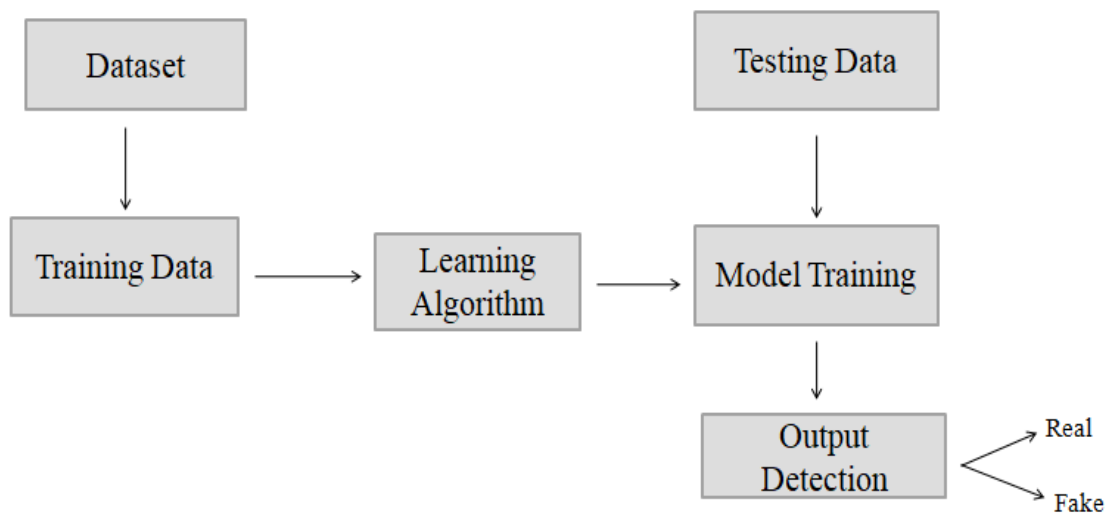 Dataset
Testing Data
Training Data
Learning
Algorithm
Model Training
Output
Detection
Real
Fake